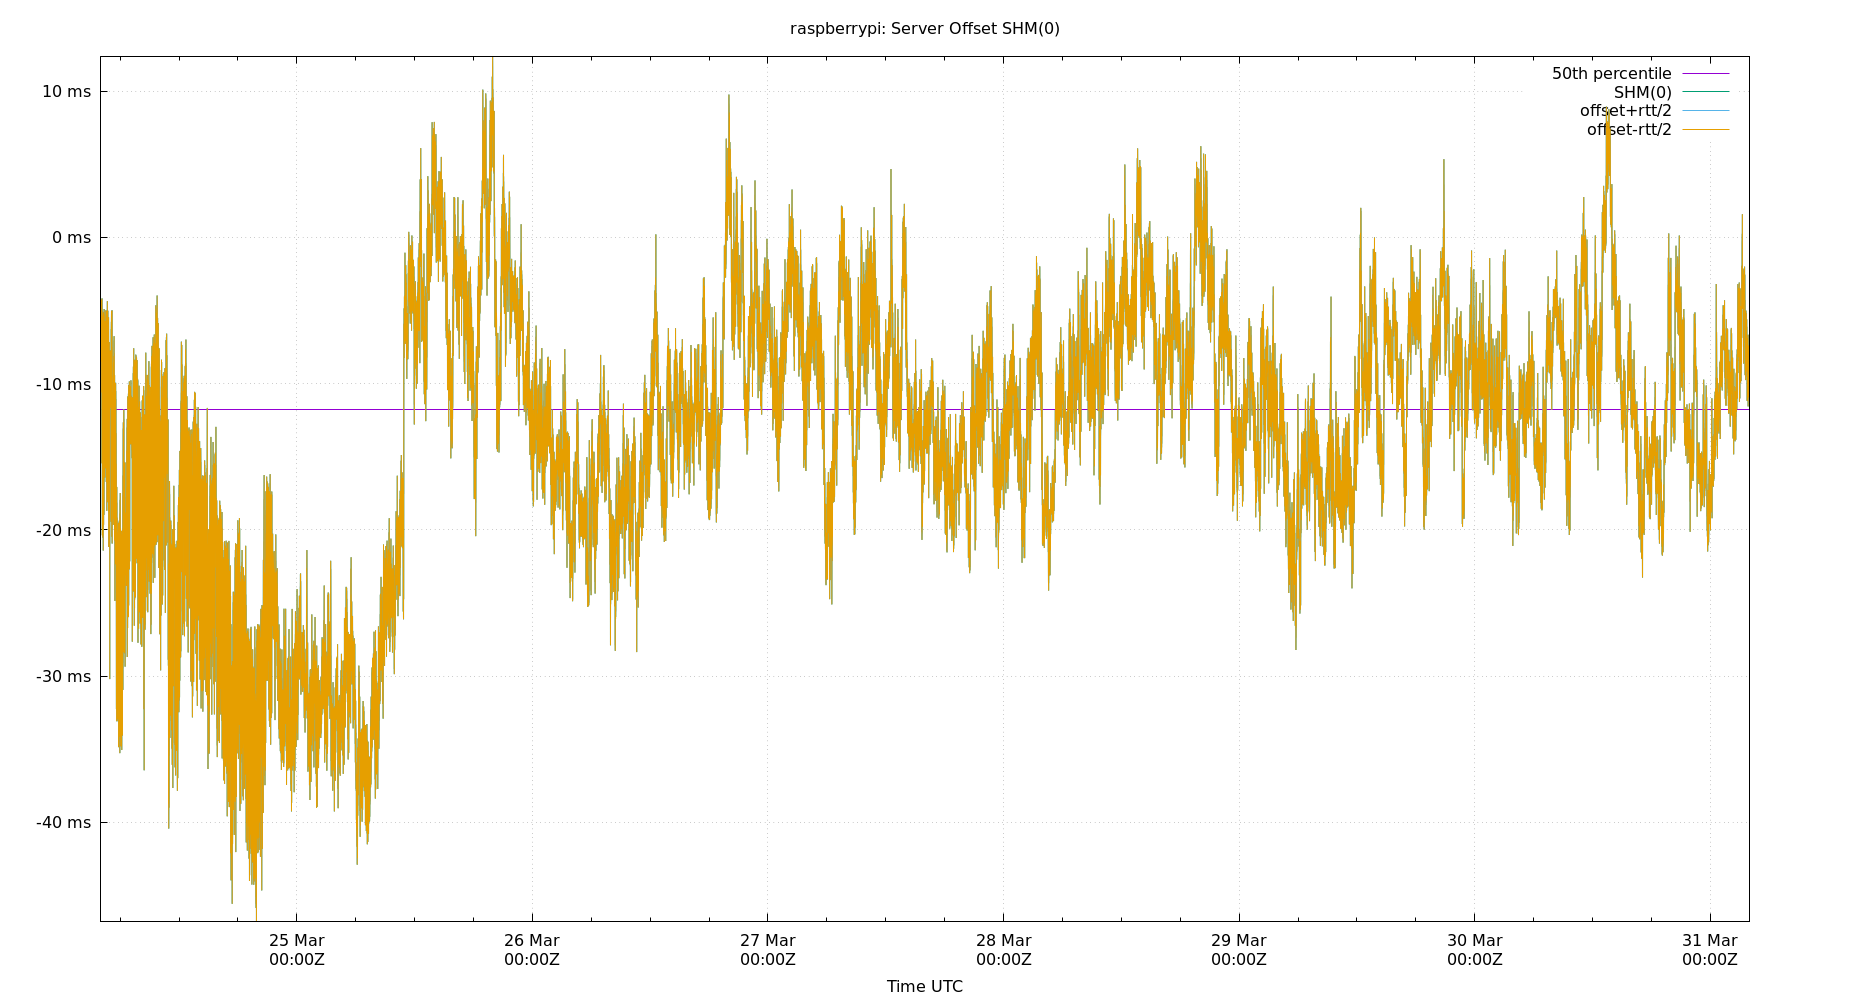 raspberrypi: Server Offset SHM(0)
50th percentile
SHM(0)
offset+rtt/2
offset-rtt/2
10 ms
0 ms
-10 ms
-20 ms
-30 ms
-40 ms
25 Mar
00:00Z
26 Mar
00:00Z
27 Mar
00:00Z
28 Mar
00:00Z
29 Mar
00:00Z
30 Mar
00:00Z
31 Mar
00:00Z
Time UTC